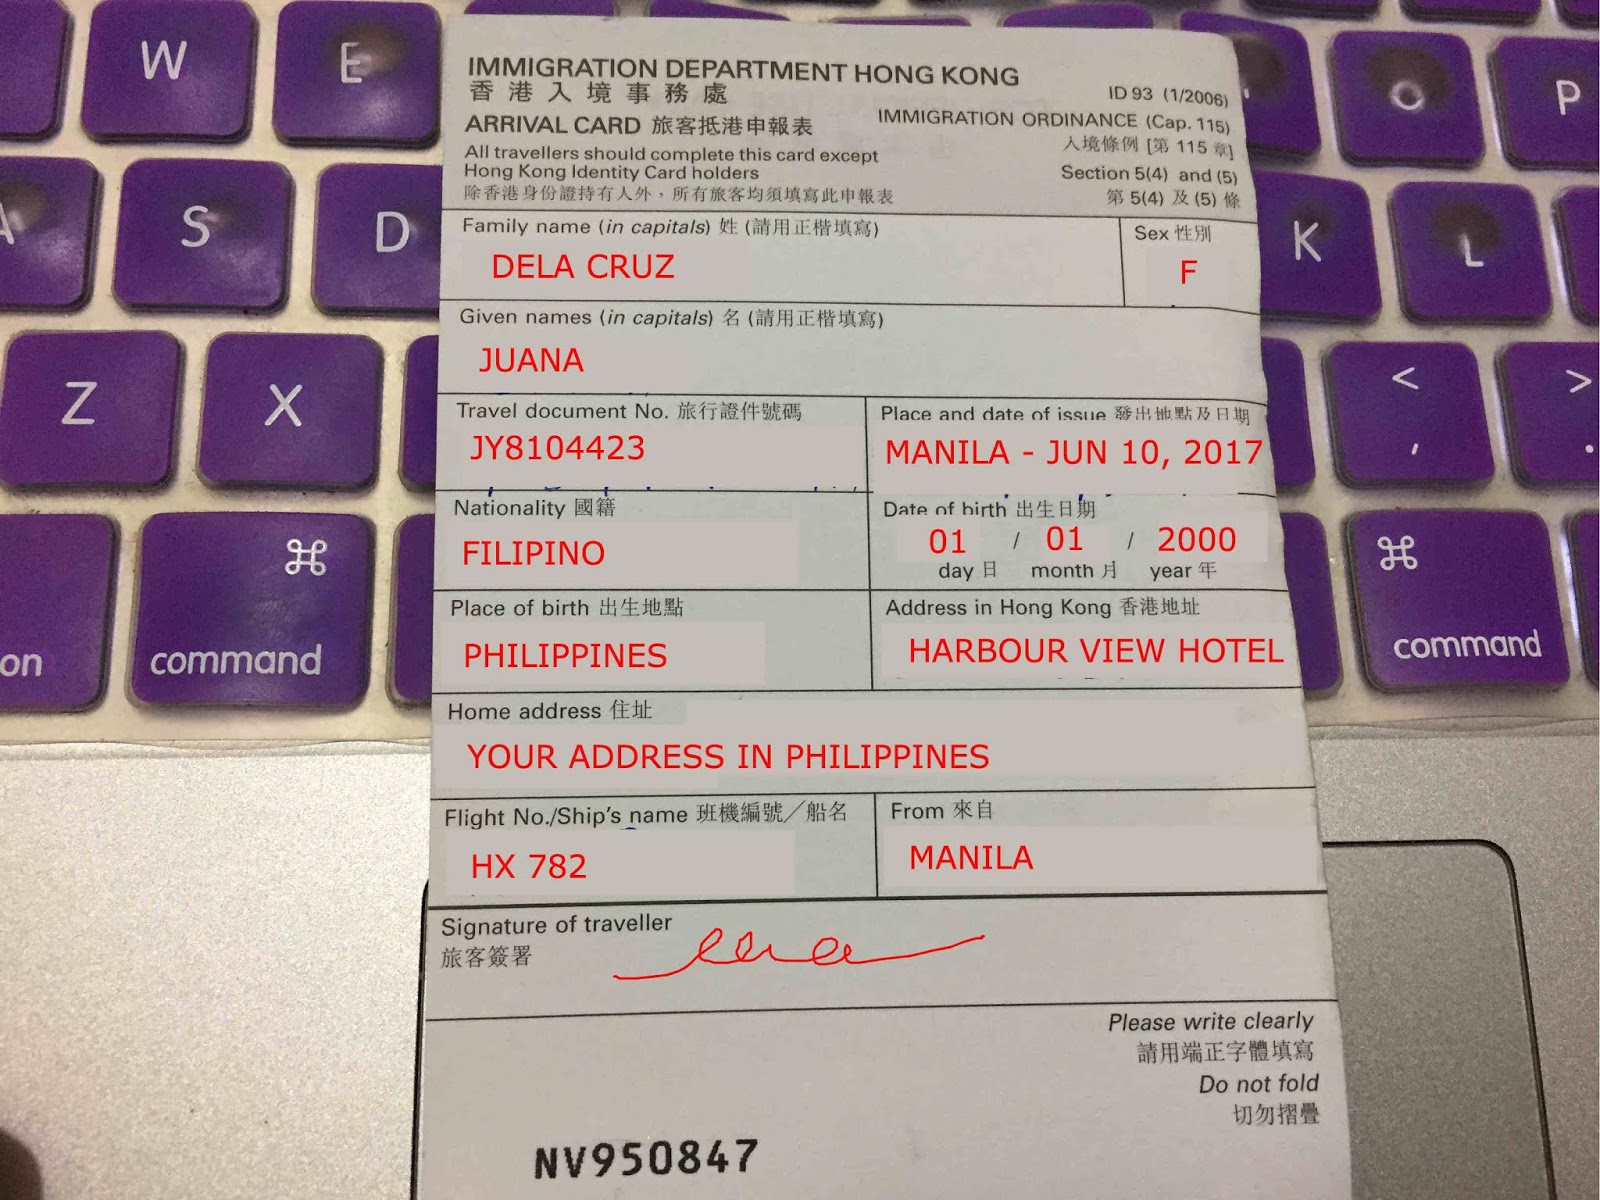 W E O P
A S D K L
Z X < , > .
on ⌘ command ⌘ command
IMMIGRATION DEPARTMENT HONG KONG
香港入境事務處
ID 93 (1/2006)
ARRIVAL CARD 旅客抵港申報表
IMMIGRATION ORDINANCE (Cap. 115)
入境條例 [第 115 章]
All travellers should complete this card except
Hong Kong Identity Card holders
Section 5(4) and (5)
除香港身份證持有人外，所有旅客均須填寫此申報表
第 5(4) 及 (5) 條
Family name (in capitals) 姓 (請用正楷填寫)
Sex 性別
DELA CRUZ
F
Given names (in capitals) 名 (請用正楷填寫)
JUANA
Travel document No. 旅行證件號碼
Place and date of issue 發出地點及日期
JY8104423
MANILA - JUN 10, 2017
Nationality 國籍
Date of birth 出生日期
FILIPINO
01 / 01 / 2000
day 日 month 月 year 年
Place of birth 出生地點
Address in Hong Kong 香港地址
PHILIPPINES
HARBOUR VIEW HOTEL
Home address 住址
YOUR ADDRESS IN PHILIPPINES
Flight No./Ship's name 班機編號／船名
From 來自
HX 782
MANILA
Signature of traveller
旅客簽署
Please write clearly
請用端正字體填寫
Do not fold
切勿摺疊
NV950847